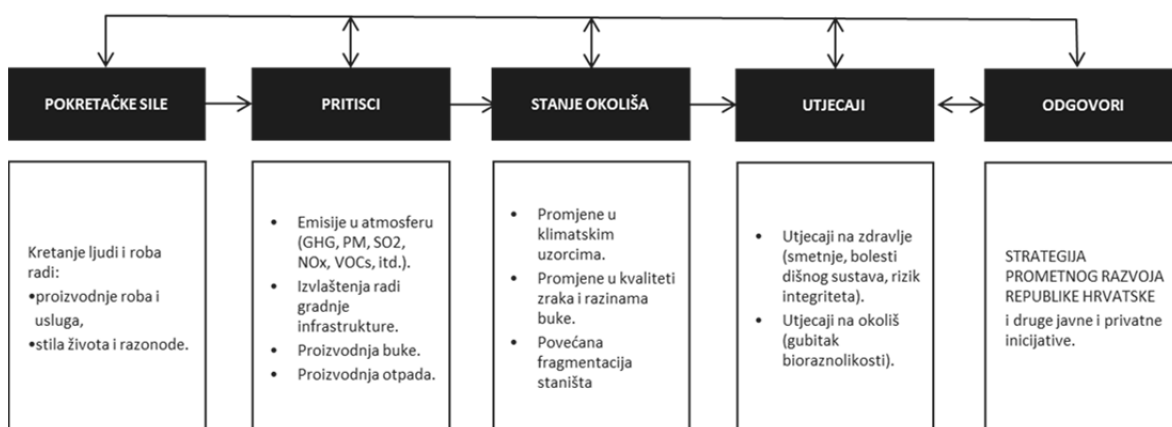 POKRETAČKE SILE
PRITISCI
STANJE OKOLIŠA
UTJECAJI
ODGOVORI
Kretanje ljudi i roba
radi:
•proizvodnje roba i
usluga,
•stila života i razonode.
• Emisije u atmosferu
(GHG, PM, SO2,
NOx, VOCs, itd.).
• Izvlaštenja radi
gradnje
infrastrukture.
• Proizvodnja buke.
• Proizvodnja otpada.
• Promjene u
klimatskim
uzorcima.
• Promjene u kvaliteti
zraka i razinama
buke.
• Povećana
fragmentacija
staništa
• Utjecaji na zdravlje
(smetnje, bolesti
dišnog sustava, rizik
integriteta).
• Utjecaji na okoliš
(gubitak
bioraznolikosti).
STRATEGIJA
PROMETNOG RAZVOJA
REPUBLIKE HRVATSKE
i druge javne i privatne
inicijative.